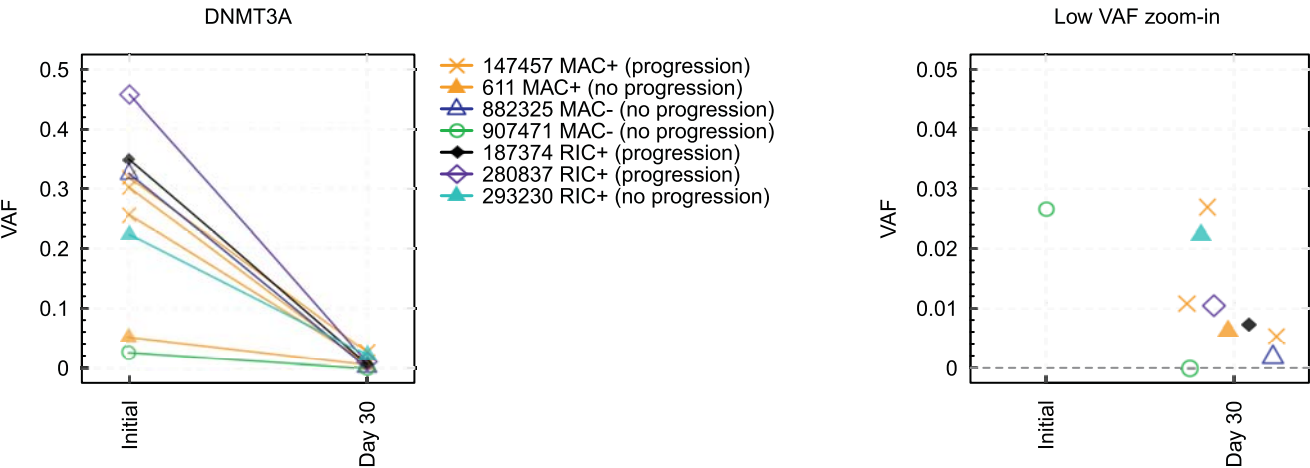 DNMT3A
VAF
0.5
0.4
0.3
0.2
0.1
0
Initial
Day 30
147457 MAC+ (progression)
611 MAC+ (no progression)
882325 MAC- (no progression)
907471 MAC- (no progression)
187374 RIC+ (progression)
280837 RIC+ (progression)
293230 RIC+ (no progression)
Low VAF zoom-in
VAF
0.05
0.04
0.03
0.02
0.01
0
Initial
Day 30